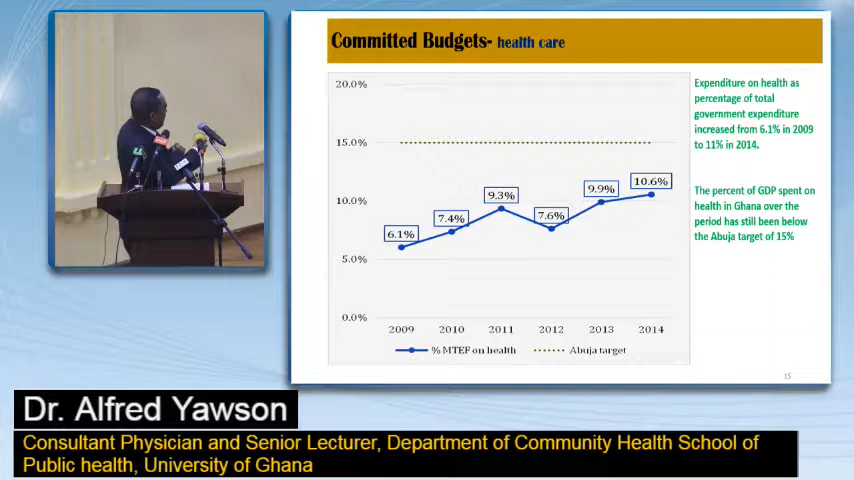 Committed Budgets- health care
20.0%
15.0%
10.0%
5.0%
0.0%
6.1%
7.4%
9.3%
7.6%
9.9%
10.6%
2009 2010 2011 2012 2013 2014
% MTEF on health Abuja target
Expenditure on health as
percentage of total
government expenditure
increased from 6.1% in 2009
to 11% in 2014.
The percent of GDP spent on
health in Ghana over the
period has still been below
the Abuja target of 15%
15
Dr. Alfred Yawson
Consultant Physician and Senior Lecturer, Department of Community Health School of
Public health, University of Ghana